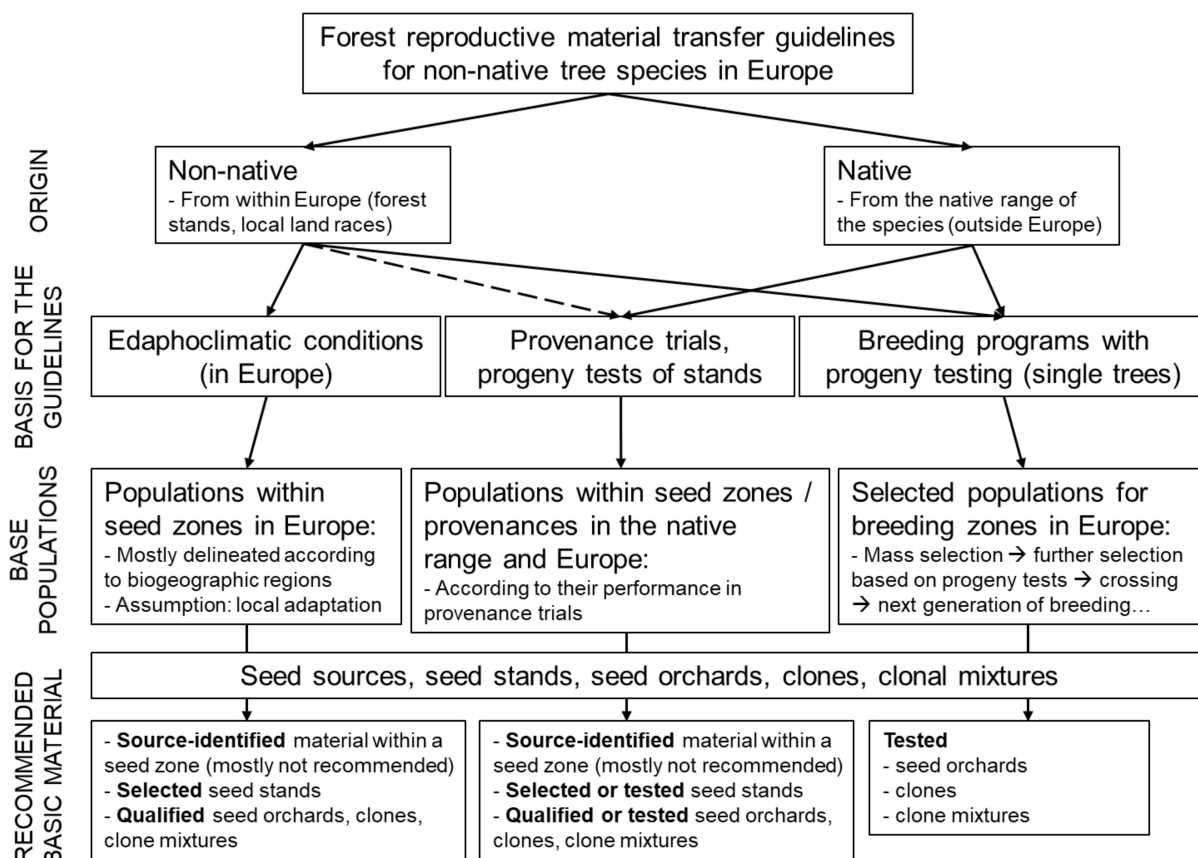 Forest reproductive material transfer guidelines
for non-native tree species in Europe
ORIGIN
Non-native
- From within Europe (forest
stands, local land races)
Native
- From the native range of
the species (outside Europe)
BASIS FOR THE
GUIDELINES
Edaphoclimatic conditions
(in Europe)
Provenance trials,
progeny tests of stands
Breeding programs with
progeny testing (single trees)
BASE
POPULATIONS
Populations within
seed zones in Europe:
- Mostly delineated according
to biogeographic regions
- Assumption: local adaptation
Populations within seed zones /
provenances in the native
range and Europe:
- According to their performance in
provenance trials
Selected populations for
breeding zones in Europe:
- Mass selection → further selection
based on progeny tests → crossing
→ next generation of breeding…
RECOMMENDED
BASIC MATERIAL
Seed sources, seed stands, seed orchards, clones, clonal mixtures
- Source-identified material within a
seed zone (mostly not recommended)
- Selected seed stands
- Qualified seed orchards, clones,
clone mixtures
- Source-identified material within a
seed zone (mostly not recommended)
- Selected or tested seed stands
- Qualified or tested seed orchards,
clones, clone mixtures
Tested
- seed orchards
- clones
- clone mixtures